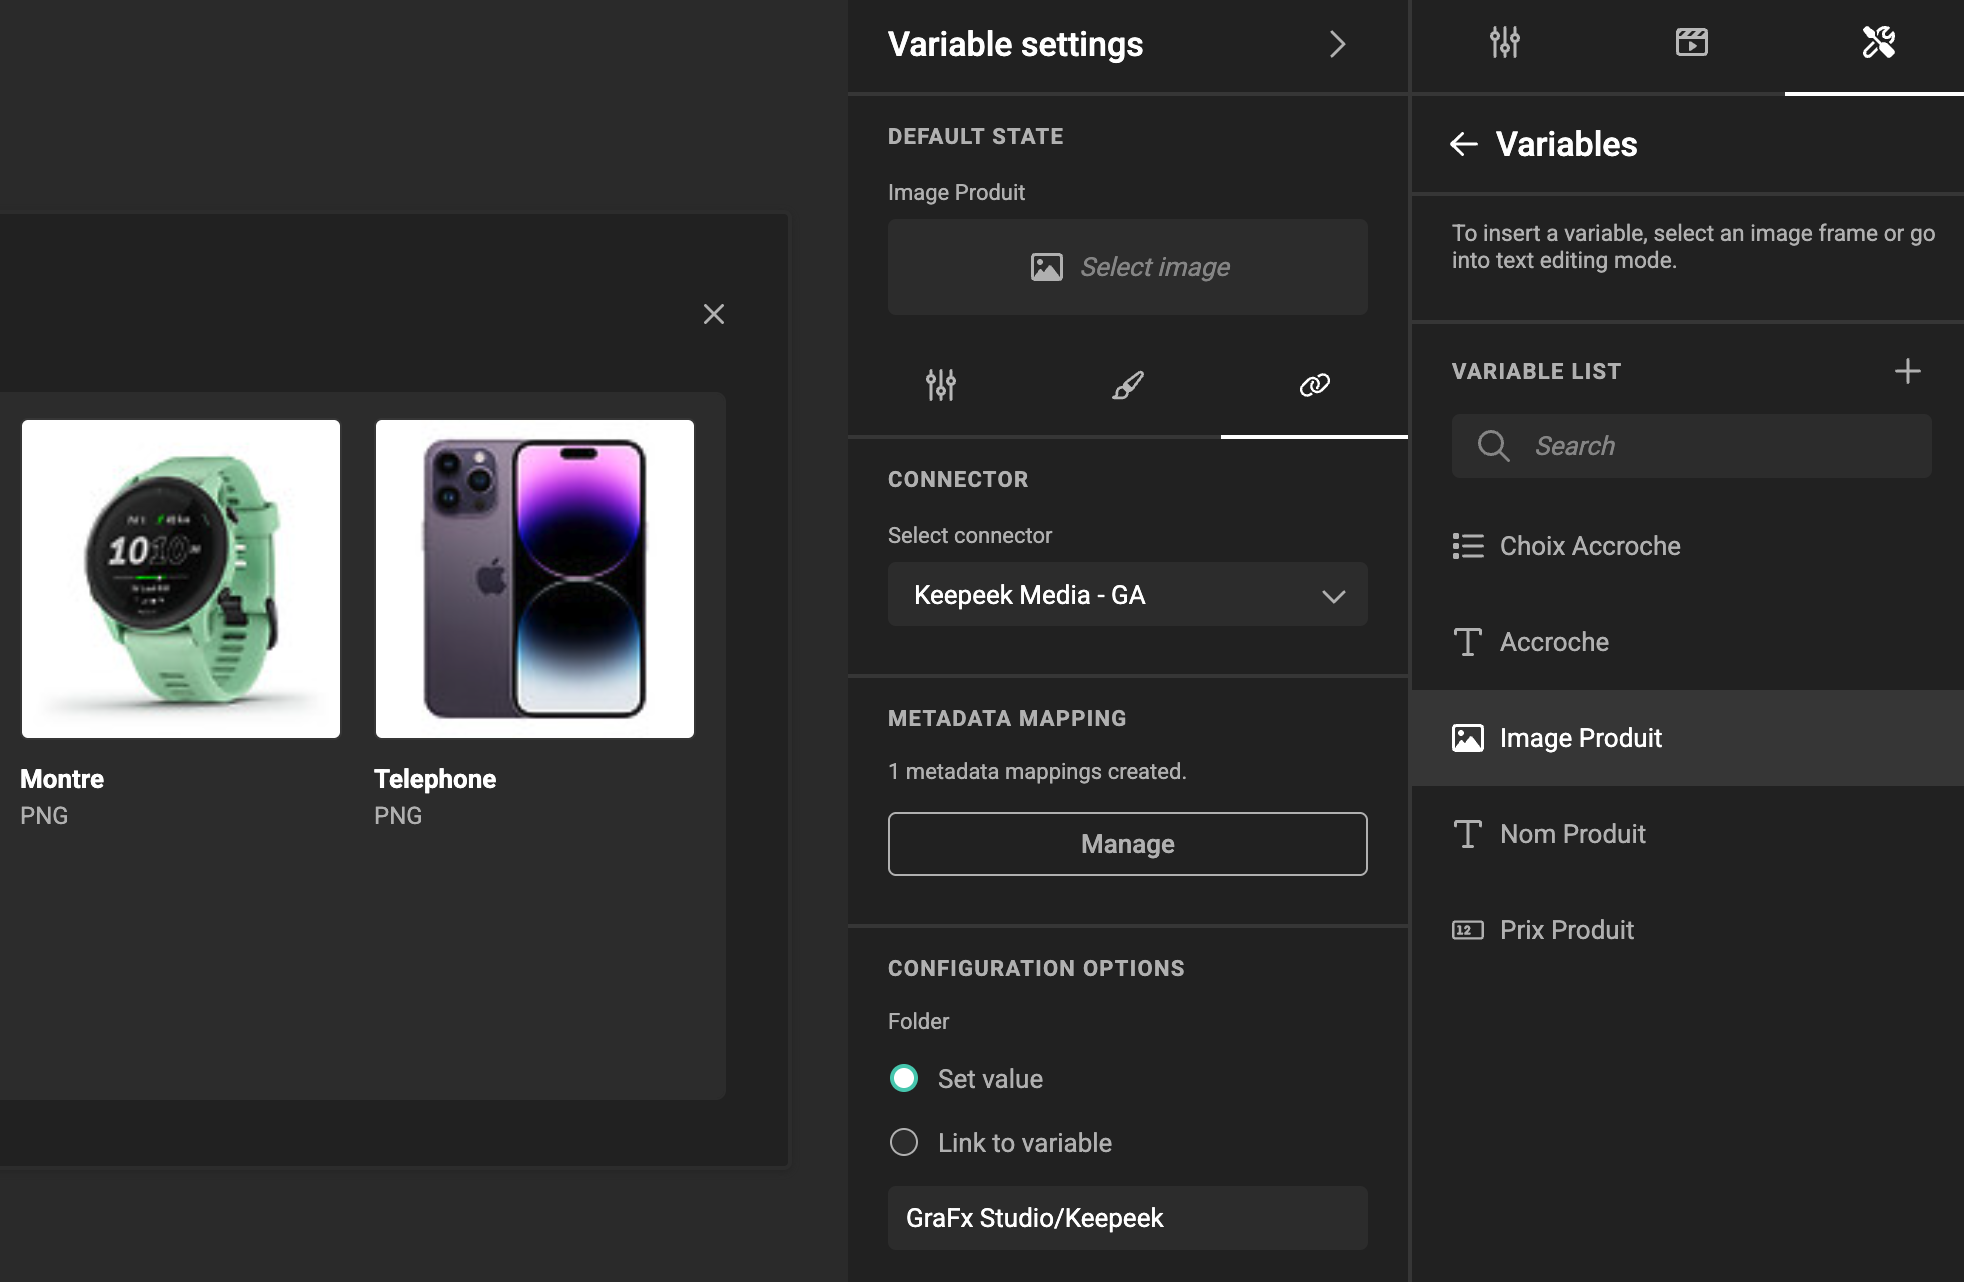 Montre
PNG
Telephone
PNG
Variable settings
DEFAULT STATE
Image Produit
Select image
CONNECTOR
Select connector
Keepeek Media - GA
METADATA MAPPING
1 metadata mappings created.
Manage
CONFIGURATION OPTIONS
Folder
Set value
Link to variable
GraFx Studio/Keepeek
Variables
To insert a variable, select an image frame or go
into text editing mode.
VARIABLE LIST
Search
Choix Accroche
Accroche
Image Produit
Nom Produit
12
Prix Produit